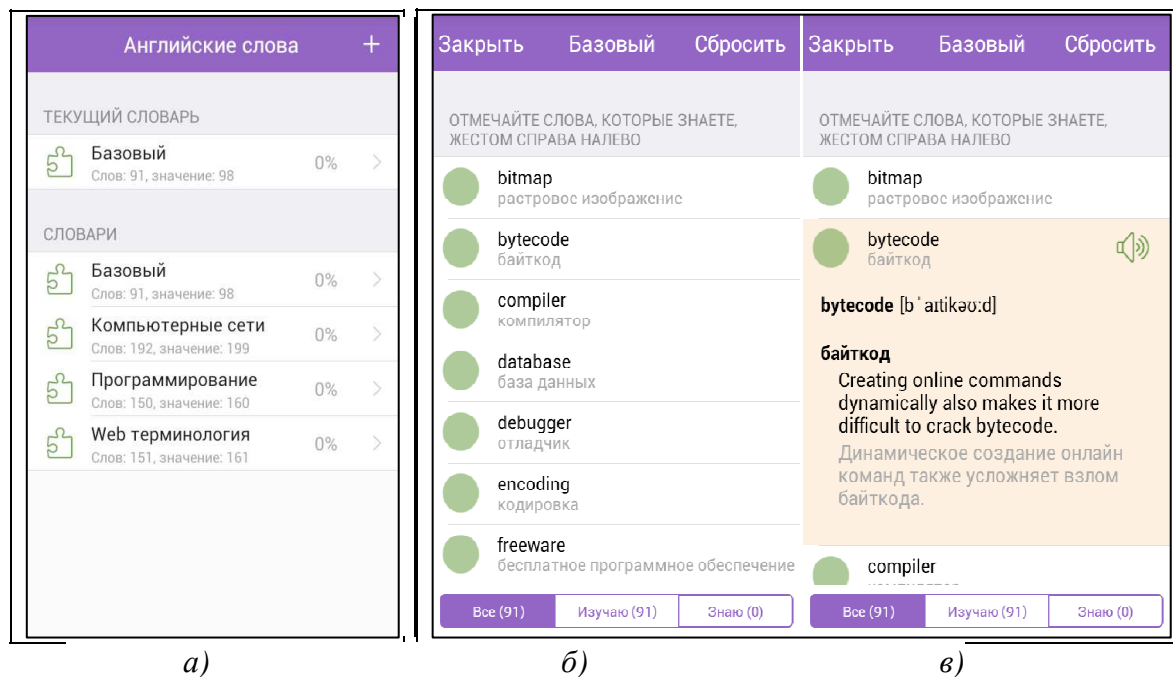 Английские слова +
ТЕКУЩИЙ СЛОВАРЬ
Базовый
Слов: 91, значение: 98
0%
СЛОВАРИ
Базовый
Слов: 91, значение: 98
0%
Компьютерные сети
Слов: 192, значение: 199
0%
Программирование
Слов: 150, значение: 160
0%
Web терминология
Слов: 151, значение: 161
0%
а)
Закрыть Базовый Сбросить
ОТМЕЧАЙТЕ СЛОВА, КОТОРЫЕ ЗНАЕТЕ,
ЖЕСТОМ СПРАВА НАЛЕВО
bitmap
растровое изображение
bytecode
байткод
compiler
компилятор
database
база данных
debugger
отладчик
encoding
кодировка
freeware
бесплатное программное обеспечение
Все (91) Изучаю (91) Знаю (0)
б)
Закрыть Базовый Сбросить
ОТМЕЧАЙТЕ СЛОВА, КОТОРЫЕ ЗНАЕТЕ,
ЖЕСТОМ СПРАВА НАЛЕВО
bitmap
растровое изображение
bytecode
байткод
bytecode [bˈaɪtikəʊːd]
байткод
Creating online commands
dynamically also makes it more
difficult to crack bytecode.
Динамическое создание онлайн
команд также усложняет взлом
байткода.
compiler
Все (91) Изучаю (91) Знаю (0)
в)